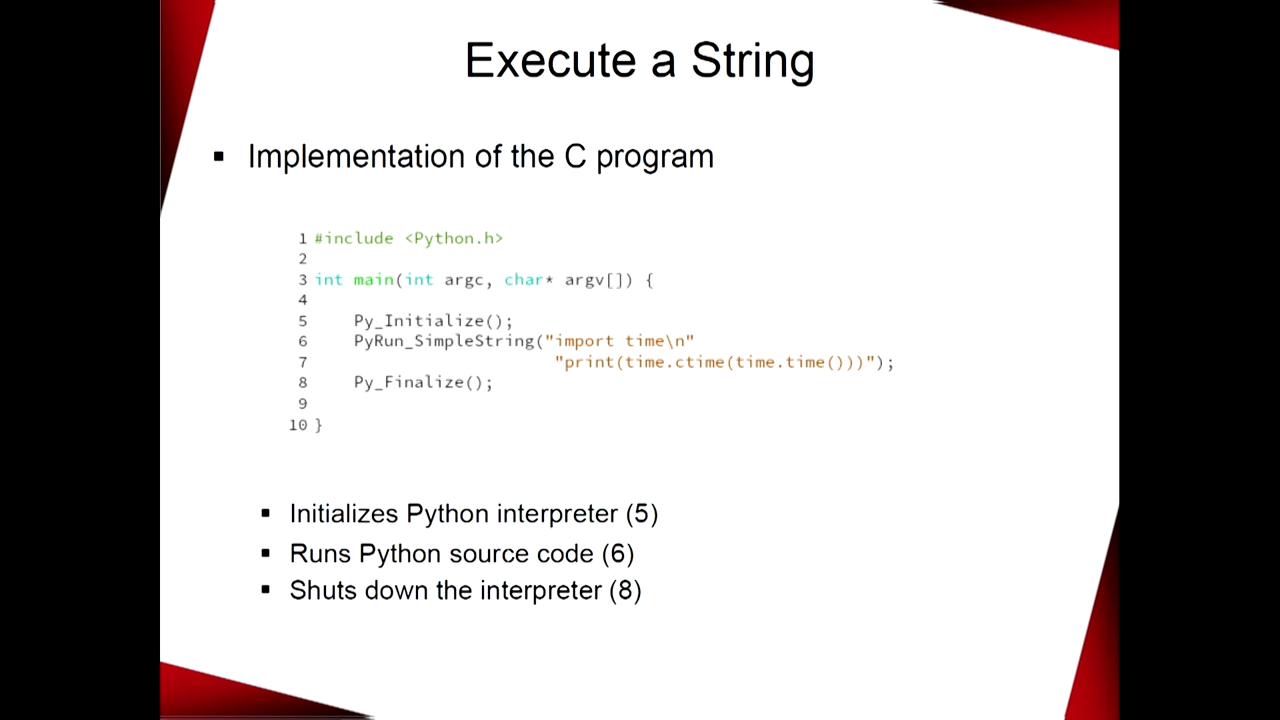 Execute a String
▪ Implementation of the C program
1 #include <Python.h>
2
3 int main(int argc, char* argv[]) {
4
5     Py_Initialize();
6     PyRun_SimpleString("import time\n"
7                        "print(time.ctime(time.time()))");
8     Py_Finalize();
9
10 }
▪ Initializes Python interpreter (5)
▪ Runs Python source code (6)
▪ Shuts down the interpreter (8)